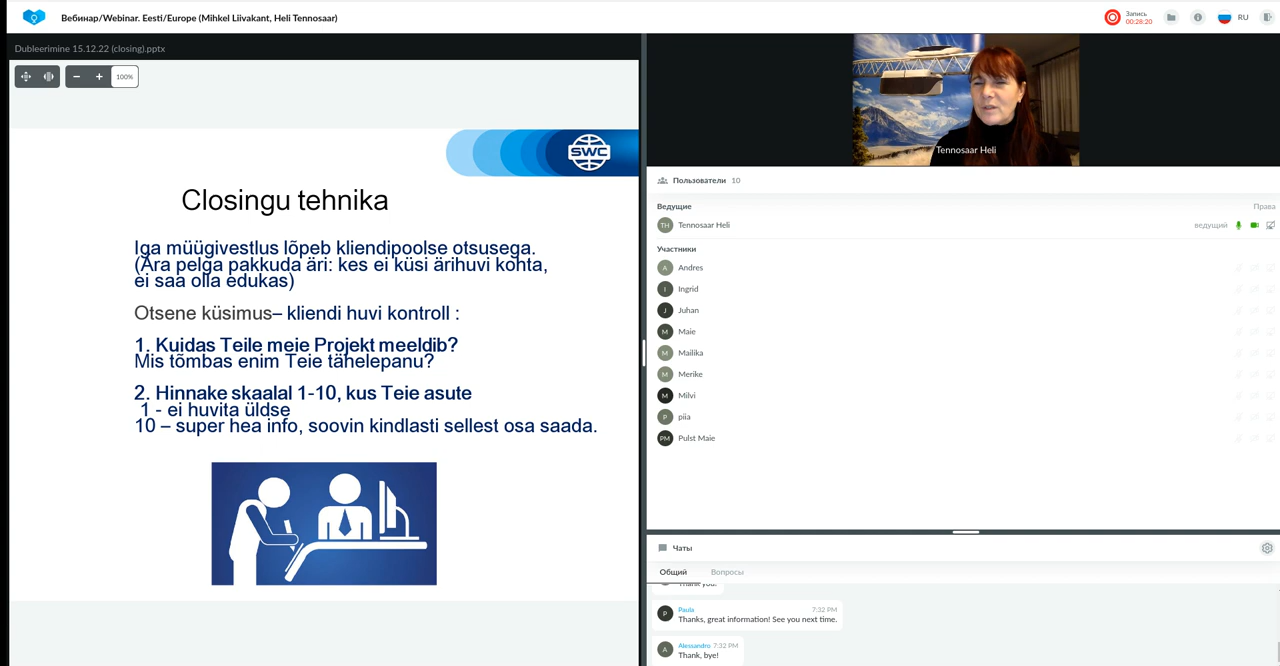 Вебинар/Webinar. Eesti/Europe (Mihkel Liivakant, Heli Tennosaar)
Запись
00:28:20
RU
Dubleerimine 15.12.22 (closing).pptx
100%
SWC
Closingu tehnika
Iga müügivestlus lõpeb kliendipoolse otsusega.
(Ära pelga pakkuda äri: kes ei küsi ärihuvi kohta,
ei saa olla edukas)
Otsene küsimus– kliendi huvi kontroll :
1. Kuidas Teile meie Projekt meeldib?
Mis tõmbas enim Teie tähelepanu?
2. Hinnake skaalal 1-10, kus Teie asute
1 - ei huvita üldse
10 – super hea info, soovin kindlasti sellest osa saada.
Tennosaar Heli
Пользователи 10
Ведущие Права
TH Tennosaar Heli ведущий
Участники
A Andres
I Ingrid
J Juhan
M Maie
M Mailika
M Merike
M Milvi
P piia
PM Pulst Maie
Чаты
Общий Вопросы
Thank you!
P Paula 7:32 PM
Thanks, great information! See you next time.
A Alessandro 7:32 PM
Thank, bye!